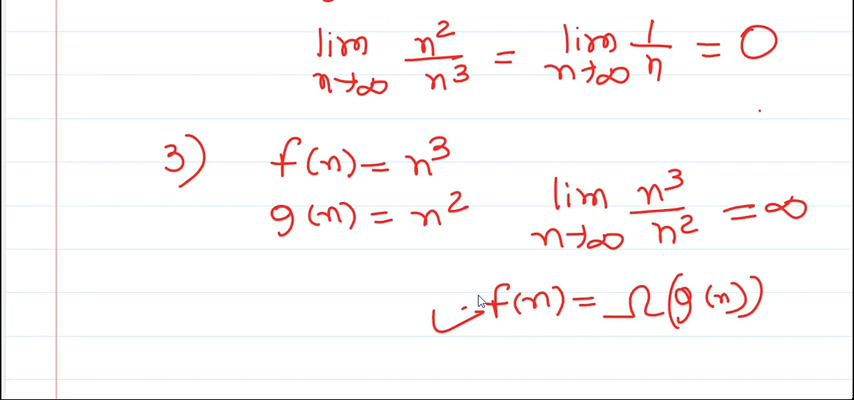 lim n→∞ n²/n³ = lim n→∞ 1/n = 0
3) f(n) = n³
g(n) = n² lim n→∞ n³/n² = ∞
f(n) = Ω(g(n))